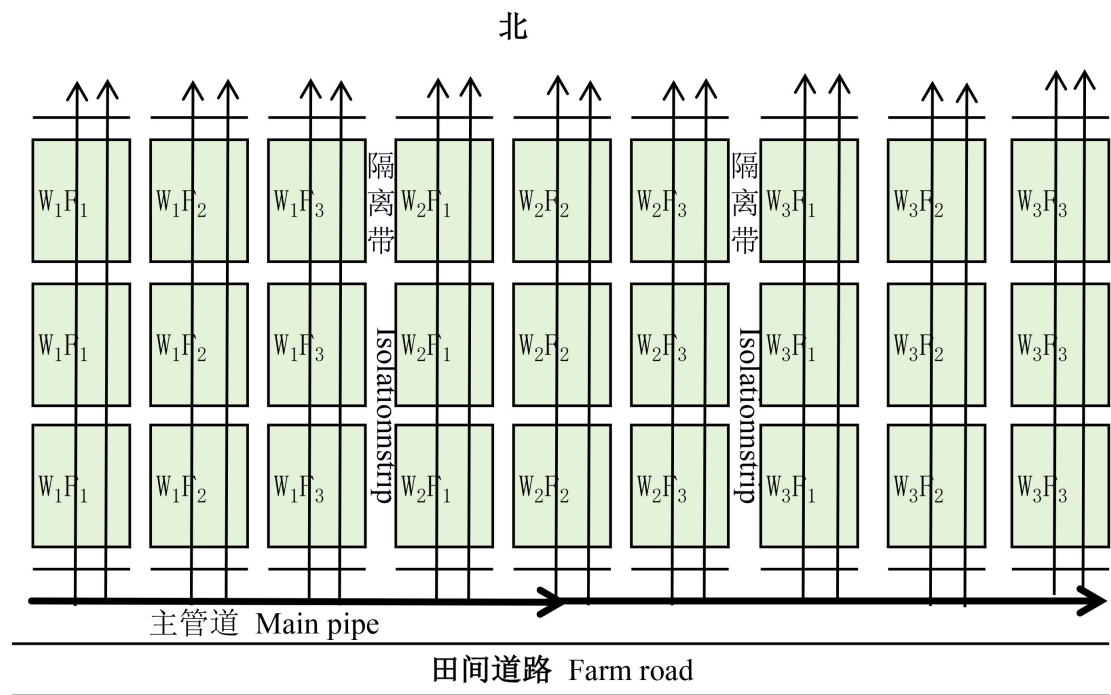 北
W₁F₁ W₁F₂ W₁F₃ 隔离带 W₂F₁ W₂F₂ W₂F₃ 隔离带 W₃F₁ W₃F₂ W₃F₃
W₁F₁ W₁F₂ W₁F₃ Isolationnstrip W₂F₁ W₂F₂ W₂F₃ Isolationnstrip W₃F₁ W₃F₂ W₃F₃
W₁F₁ W₁F₂ W₁F₃ W₂F₁ W₂F₂ W₂F₃ W₃F₁ W₃F₂ W₃F₃
主管道 Main pipe
田间道路 Farm road